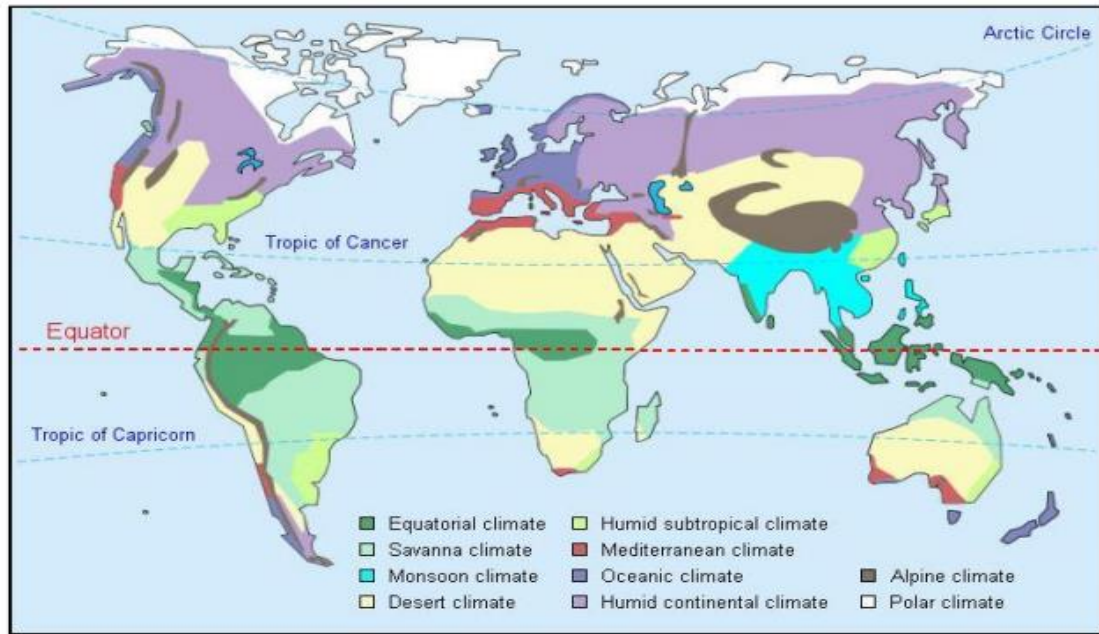 Arctic Circle
Tropic of Cancer
Equator
Tropic of Capricorn
Equatorial climate
Savanna climate
Monsoon climate
Desert climate
Humid subtropical climate
Mediterranean climate
Oceanic climate
Humid continental climate
Alpine climate
Polar climate